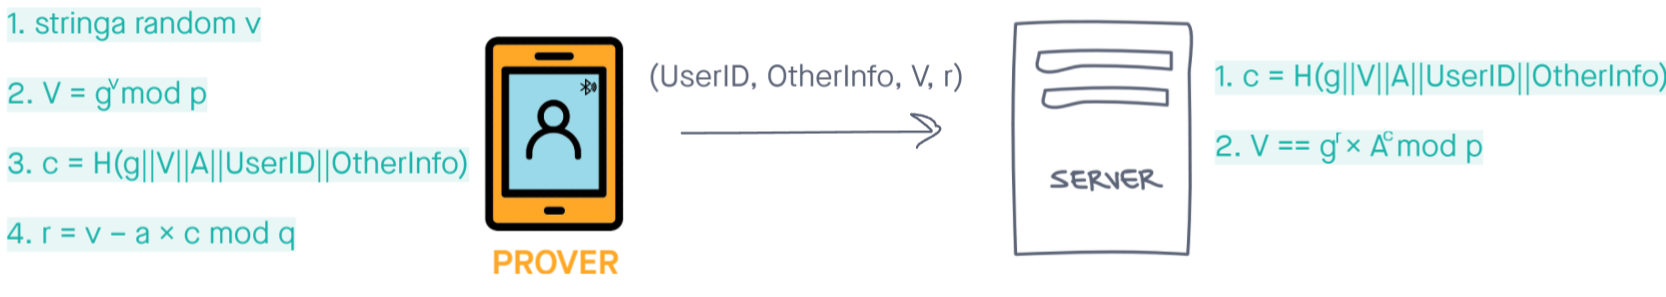 1. stringa random v
2. V = g^v mod p
3. c = H(g||V||A||UserID||OtherInfo)
4. r = v – a × c mod q
PROVER
(UserID, OtherInfo, V, r)
SERVER
1. c = H(g||V||A||UserID||OtherInfo)
2. V == g^r × A^c mod p